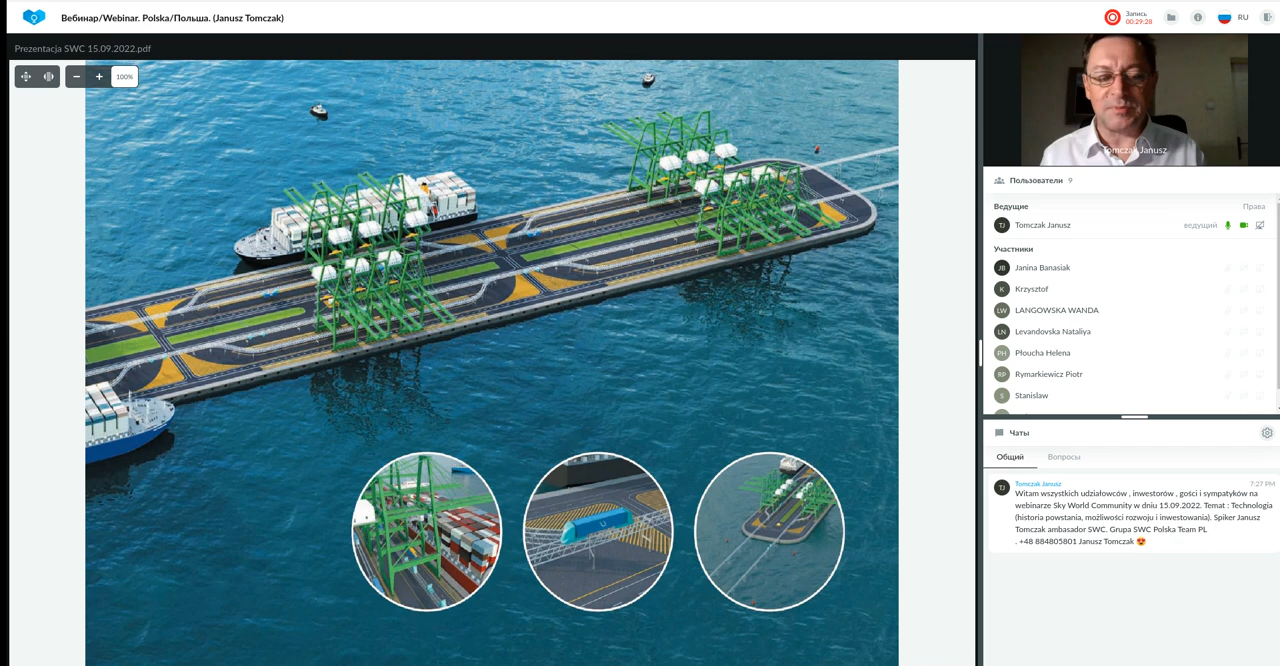 Вебинар/Webinar. Polska/Польша. (Janusz Tomczak)
Запись
00:29:28
RU
Prezentacja SWC 15.09.2022.pdf
100%
Tomczak Janusz
Пользователи 9
Ведущие Права
TJ Tomczak Janusz ведущий
Участники
JB Janina Banasiak
K Krzysztof
LW LANGOWSKA WANDA
LN Levandovska Nataliya
PH Płoucha Helena
RP Rymarkiewicz Piotr
S Stanislaw
Чаты
Общий Вопросы
TJ Tomczak Janusz 7:27 PM
Witam wszystkich udziałowców , inwestorów , gości i sympatyków na
webinarze Sky World Community w dniu 15.09.2022. Temat : Technologia
(historia powstania, możliwości rozwoju i inwestowania). Spiker Janusz
Tomczak ambasador SWC. Grupa SWC Polska Team PL
. +48 884805801 Janusz Tomczak 😍